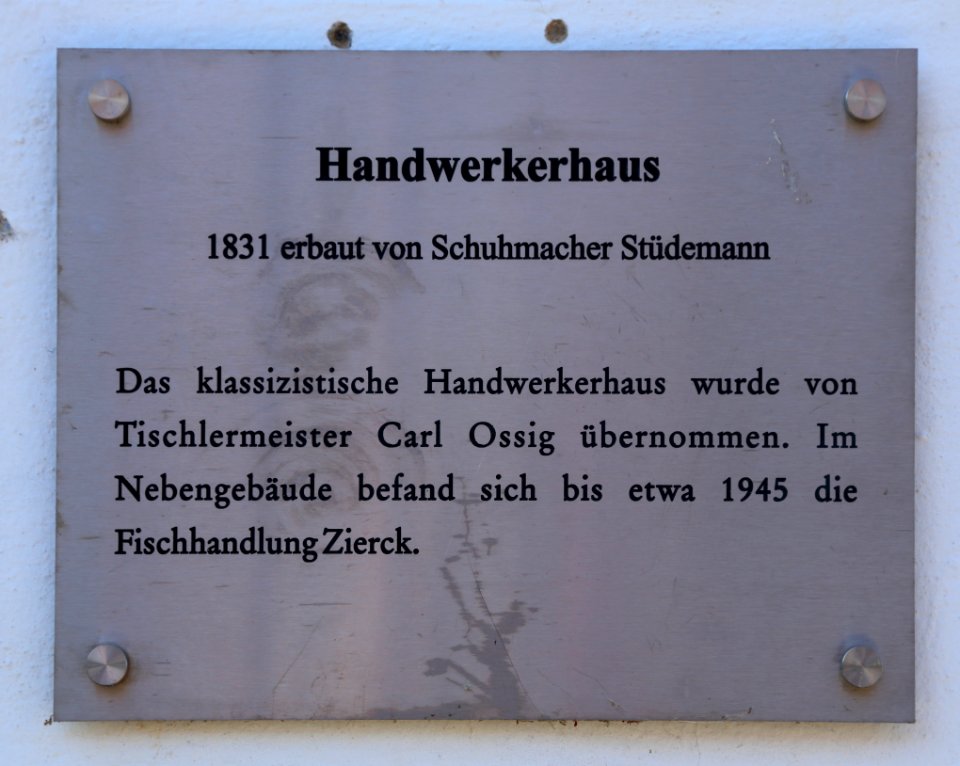 Handwerkerhaus
1831 erbaut von Schuhmacher Stüdemann
Das klassizistische Handwerkerhaus wurde von
Tischlermeister Carl Ossig übernommen. Im
Nebengebäude befand sich bis etwa 1945 die
Fischhandlung Zierck.